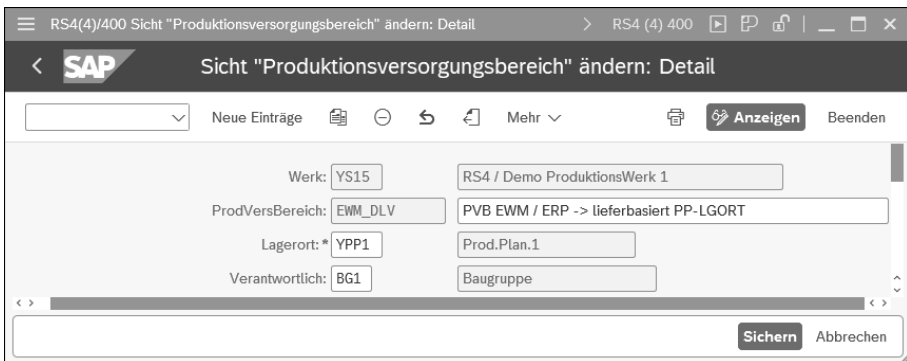 RS4(4)/400 Sicht "Produktionsversorgungsbereich" ändern: Detail RS4 (4) 400
SAP Sicht "Produktionsversorgungsbereich" ändern: Detail
Neue Einträge Mehr Anzeigen Beenden
Werk: YS15 RS4 / Demo ProduktionsWerk 1
ProdVersBereich: EWM_DLV PVB EWM / ERP -> lieferbasiert PP-LGORT
Lagerort: * YPP1 Prod.Plan.1
Verantwortlich: BG1 Baugruppe
Sichern Abbrechen